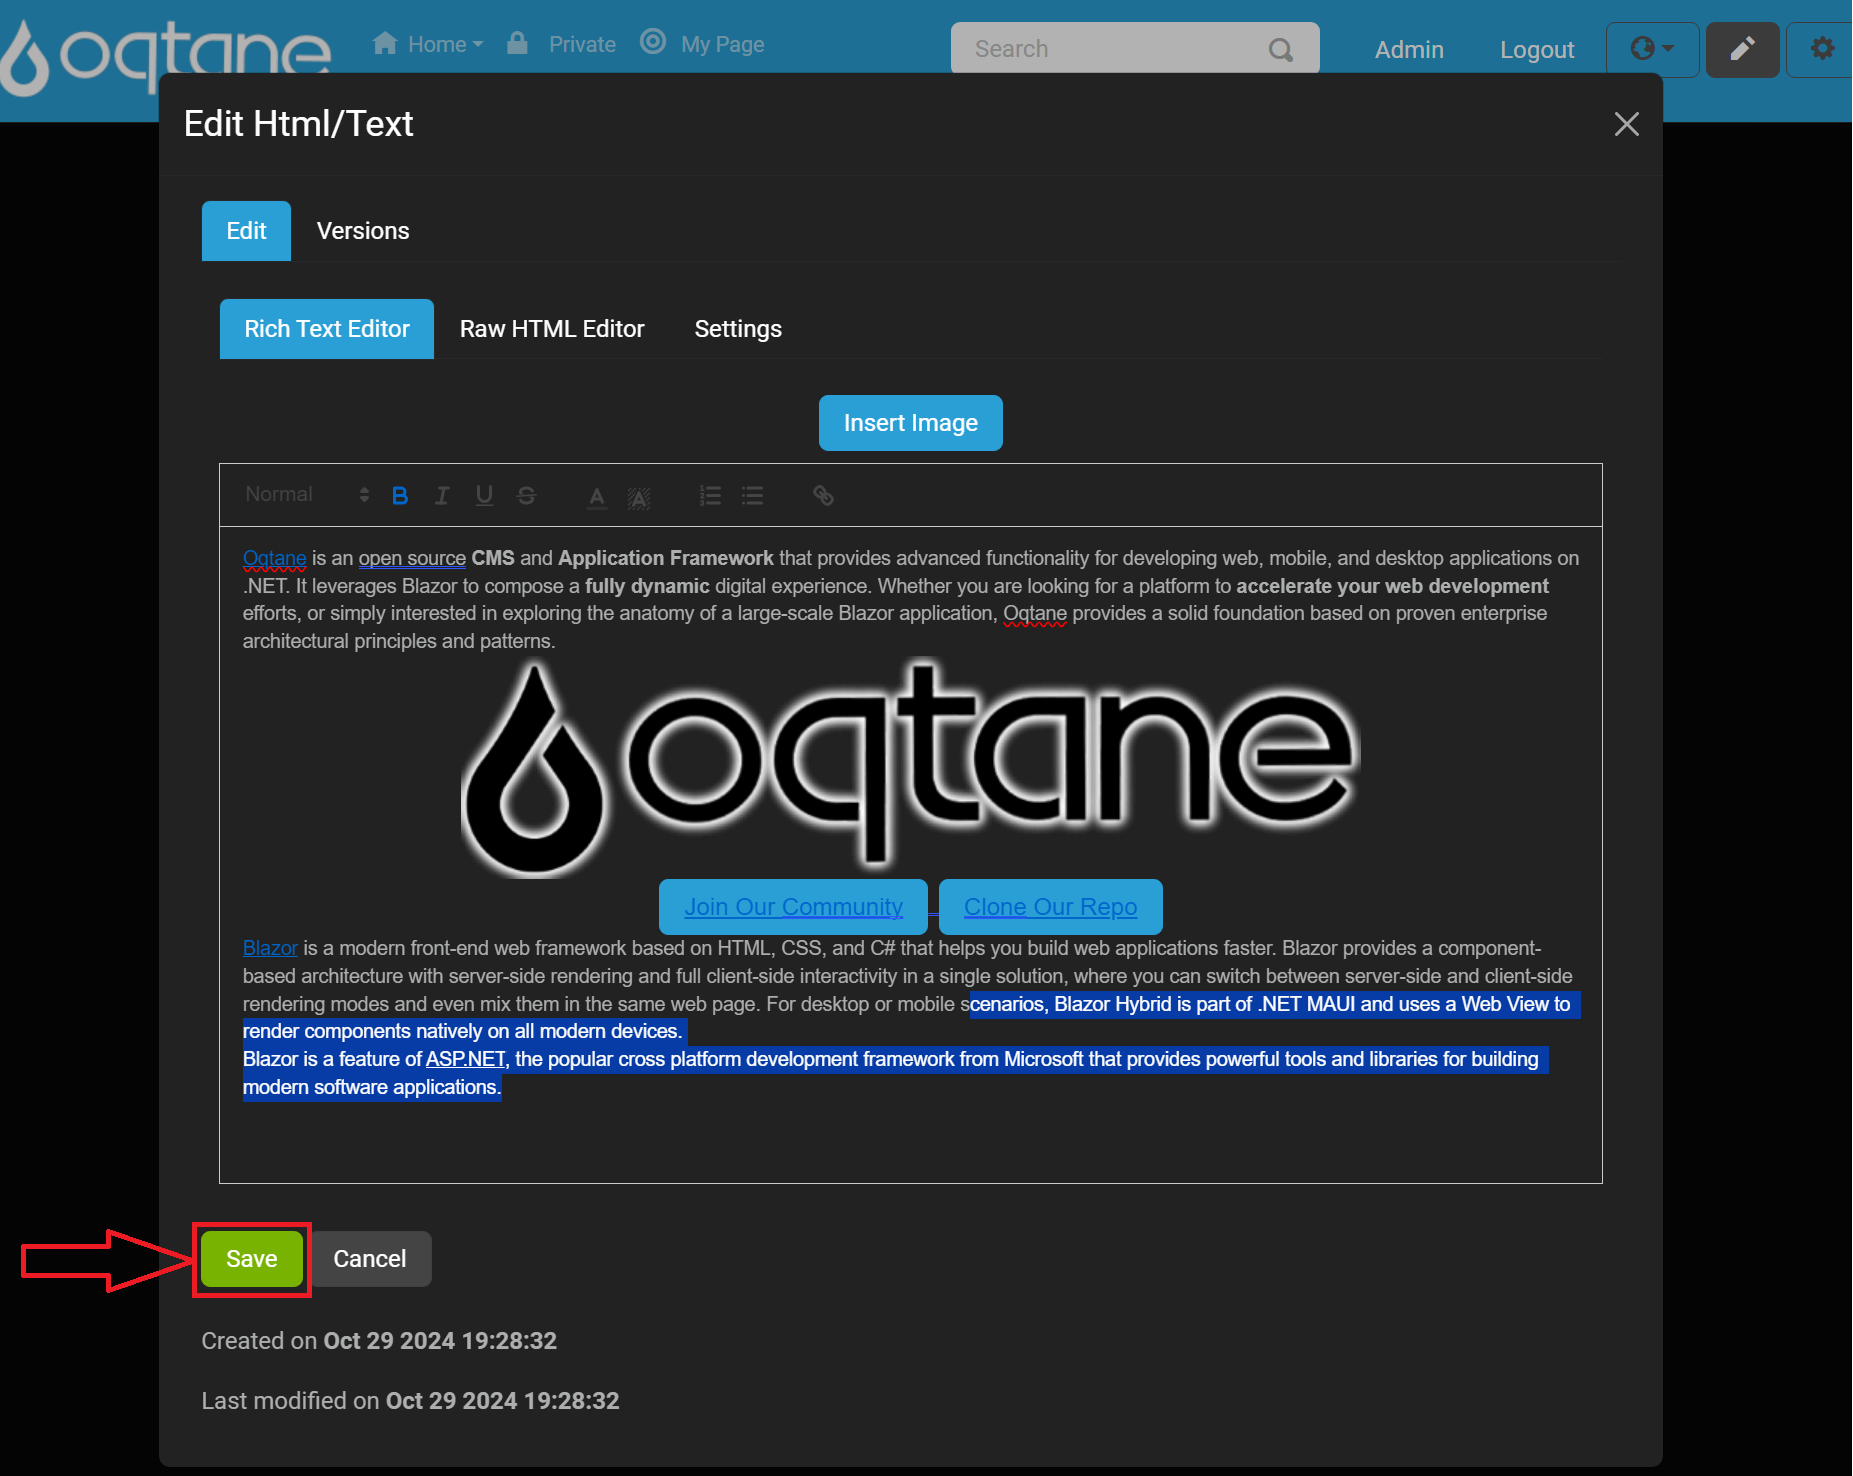 oqtane
Home
Private
My Page
Search
Admin
Logout
Edit Html/Text
Edit
Versions
Rich Text Editor
Raw HTML Editor
Settings
Insert Image
Normal
B I U S A A
Oqtane is an open source CMS and Application Framework that provides advanced functionality for developing web, mobile, and desktop applications on
.NET. It leverages Blazor to compose a fully dynamic digital experience. Whether you are looking for a platform to accelerate your web development
efforts, or simply interested in exploring the anatomy of a large-scale Blazor application, Oqtane provides a solid foundation based on proven enterprise
architectural principles and patterns.
oqtane
Join Our Community
Clone Our Repo
Blazor is a modern front-end web framework based on HTML, CSS, and C# that helps you build web applications faster. Blazor provides a component-
based architecture with server-side rendering and full client-side interactivity in a single solution, where you can switch between server-side and client-side
rendering modes and even mix them in the same web page. For desktop or mobile scenarios, Blazor Hybrid is part of .NET MAUI and uses a Web View to
render components natively on all modern devices.
Blazor is a feature of ASP.NET, the popular cross platform development framework from Microsoft that provides powerful tools and libraries for building
modern software applications.
Save
Cancel
Created on Oct 29 2024 19:28:32
Last modified on Oct 29 2024 19:28:32